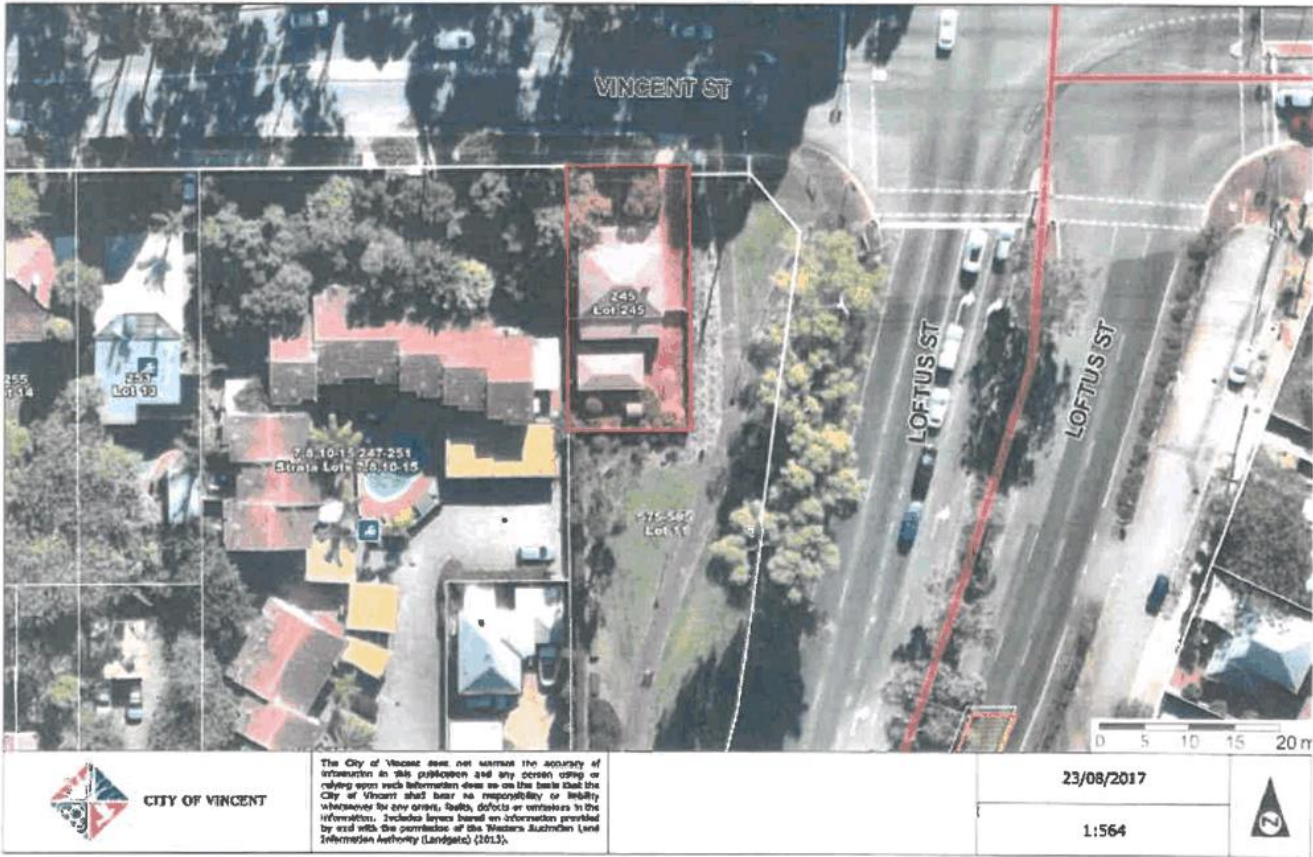 VINCENT ST
245
Lot 245
LOFTUS ST
LOFTUS ST
255
253
Lot 13
7,8,10-15 247-251
Strata Lots 7,8,10-15
Lot 11
0 5 10 15 20 m
CITY OF VINCENT
The City of Vincent does not warrant the accuracy of
information in this publication and any person using or
relying upon such information does so on the basis that the
City of Vincent shall bear no responsibility or liability
whatsoever for any errors, faults, defects or omissions in the
information. Includes layers based on information provided
by and with the permission of the Western Australian Land
Information Authority (Landgate) (2013).
23/08/2017
1:564